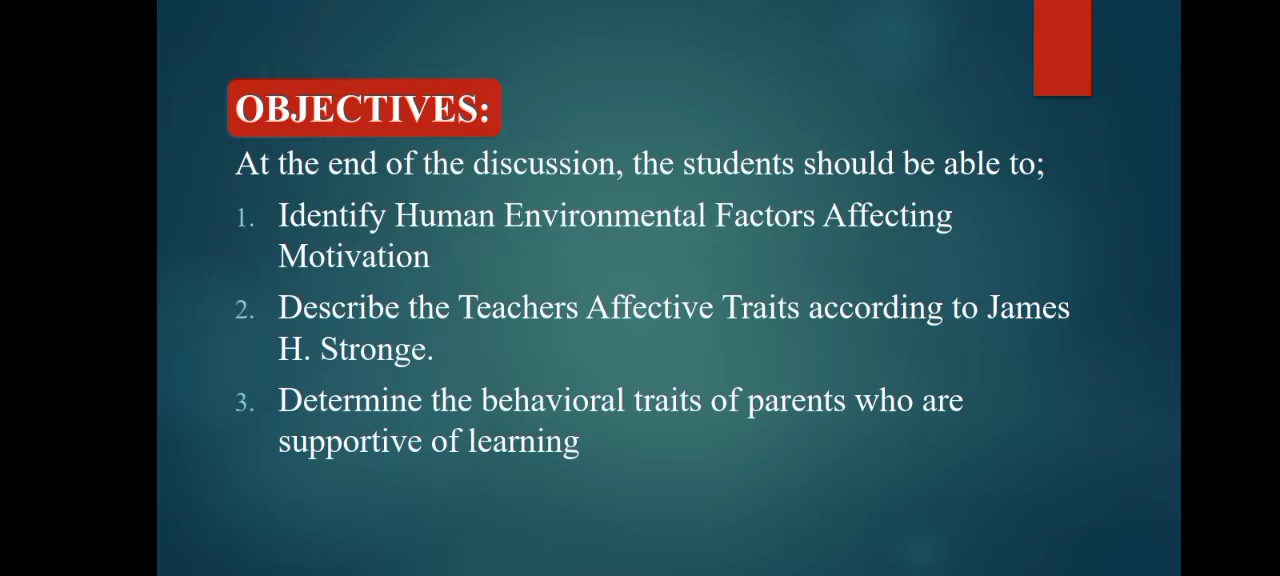 OBJECTIVES:
At the end of the discussion, the students should be able to;
1. Identify Human Environmental Factors Affecting
Motivation
2. Describe the Teachers Affective Traits according to James
H. Stronge.
3. Determine the behavioral traits of parents who are
supportive of learning